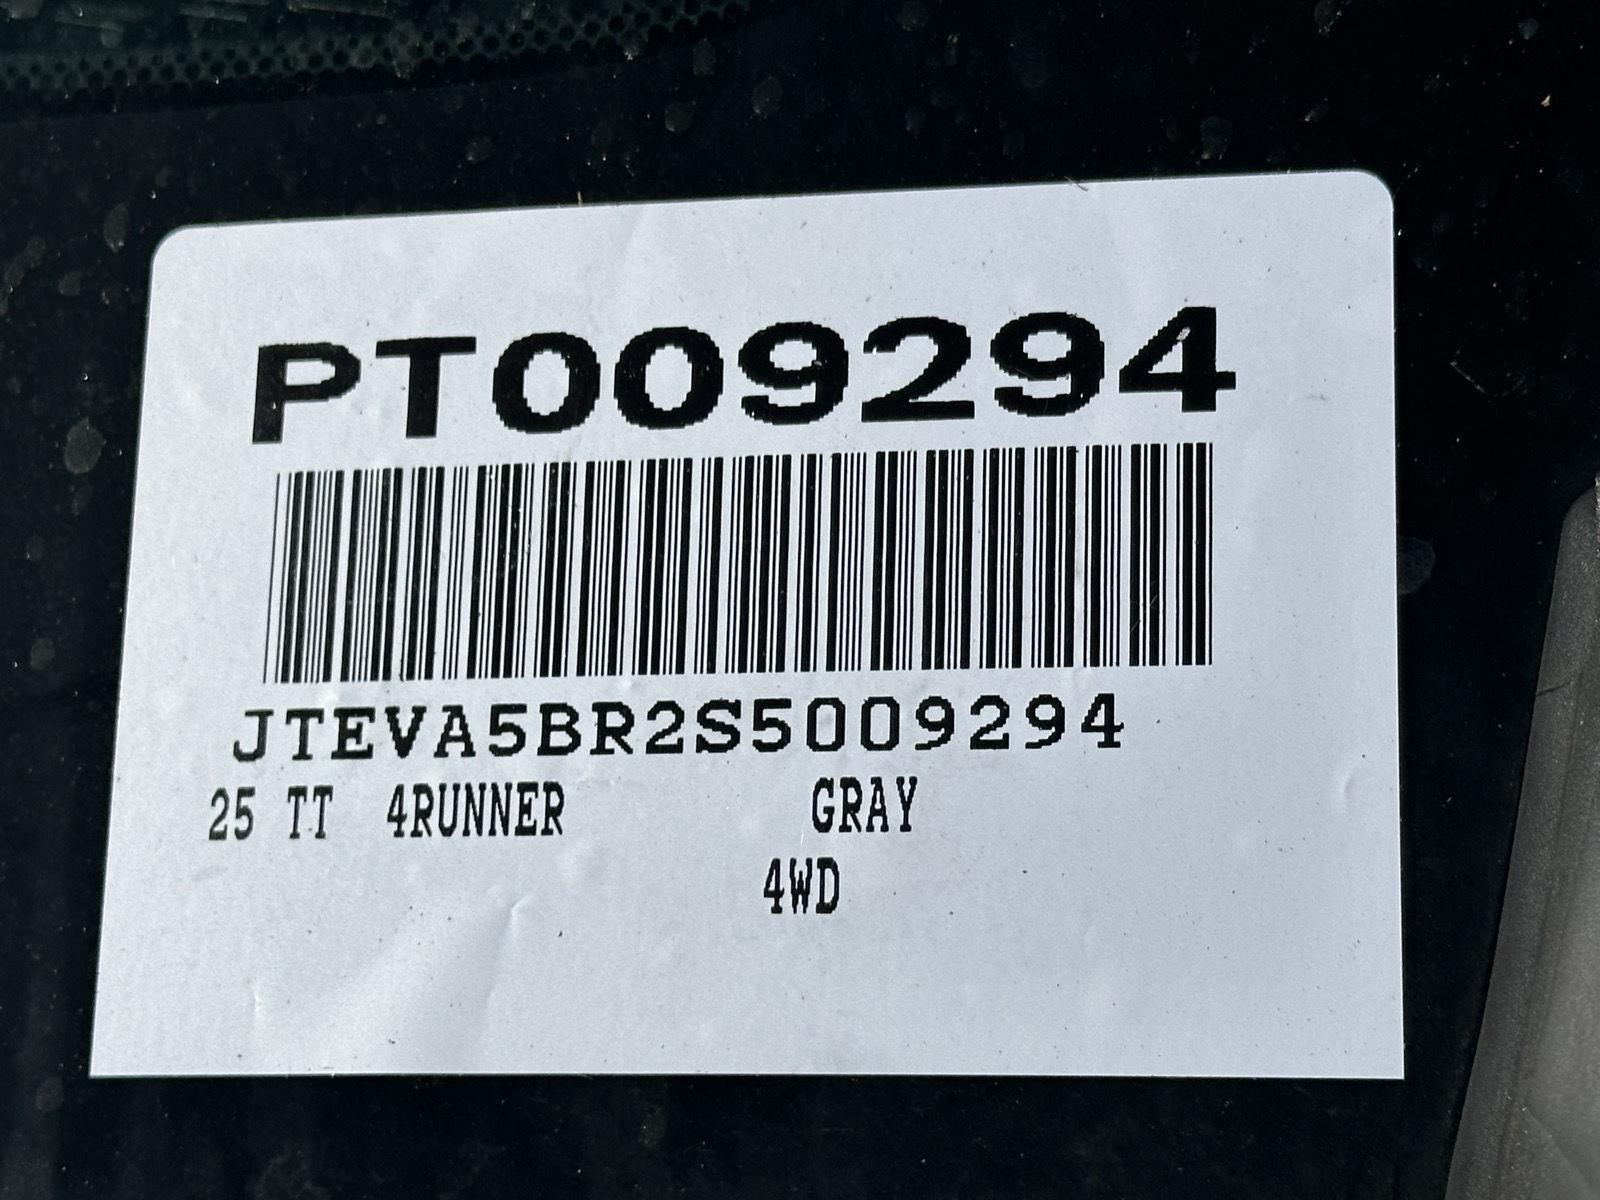 PT009294
JTEVA5BR2S5009294
25 TT 4RUNNER GRAY
4WD